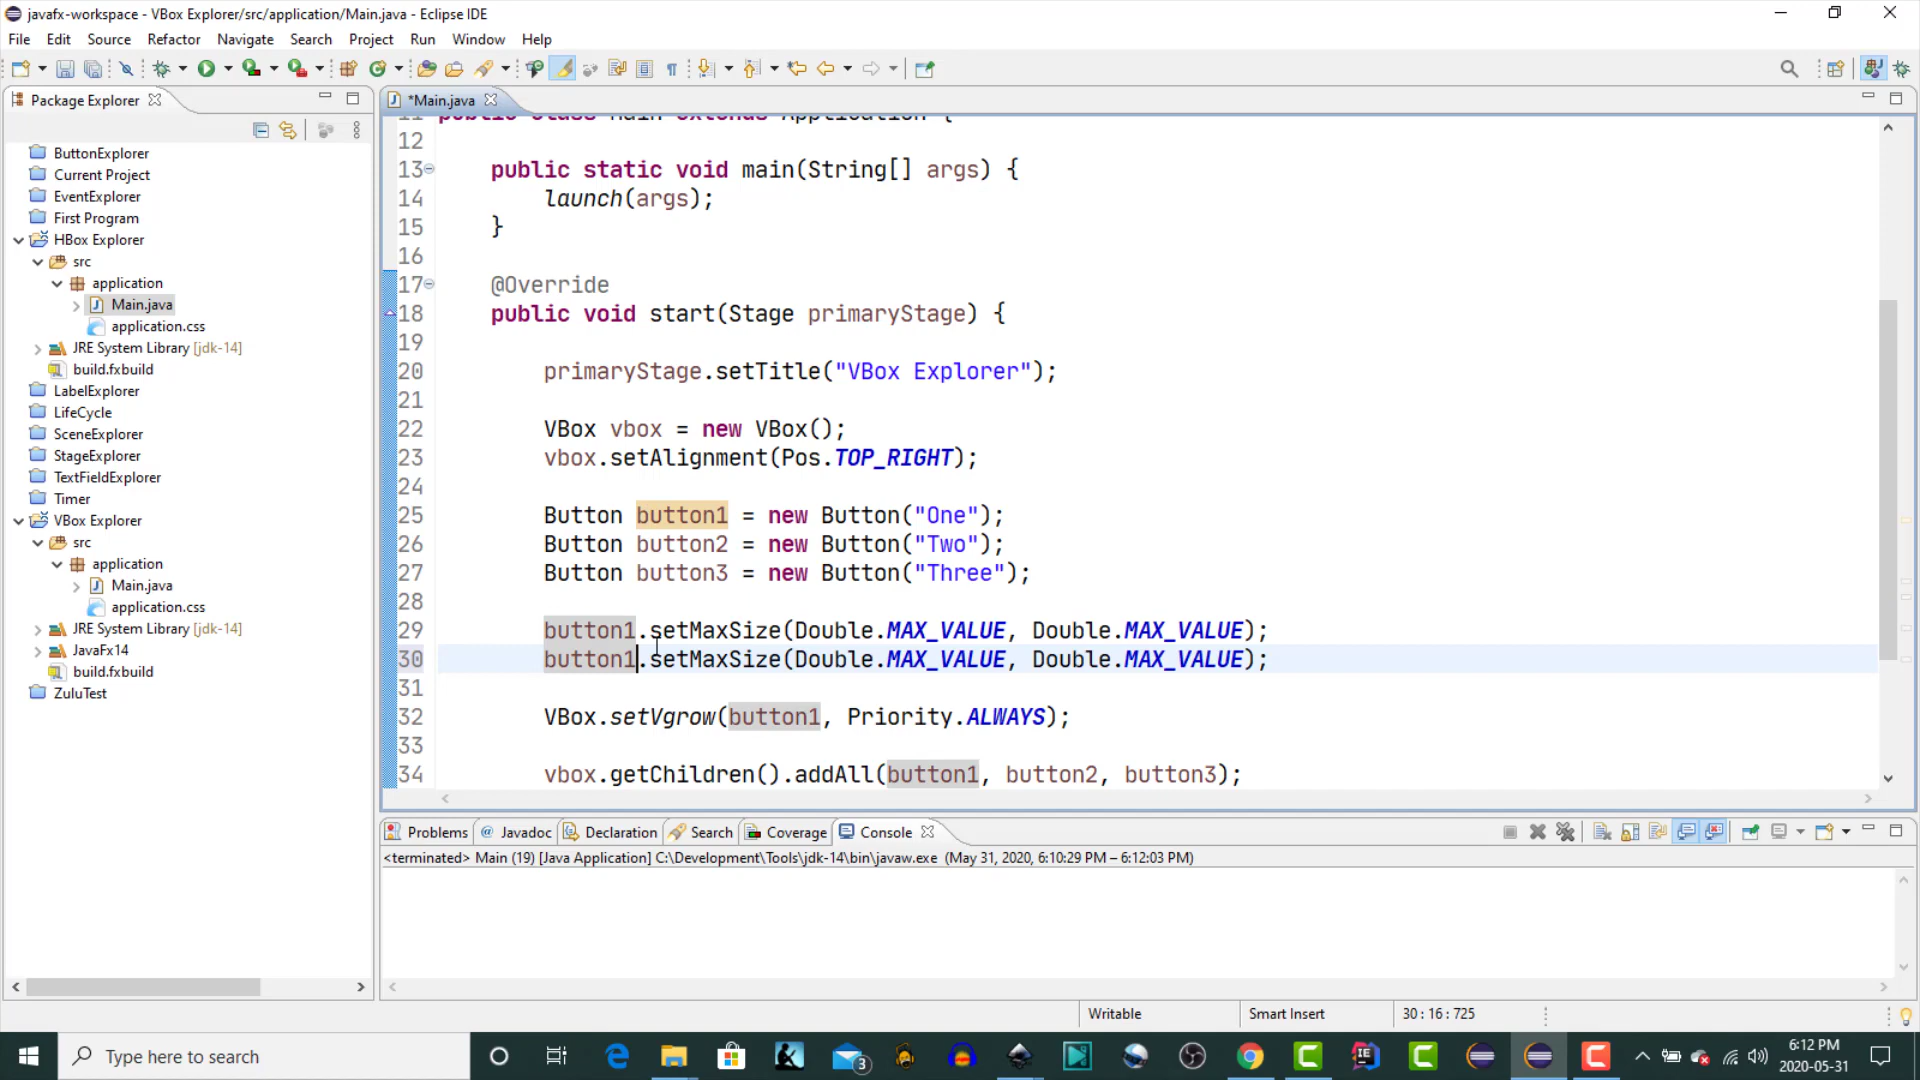 javafx-workspace - VBox Explorer/src/application/Main.java - Eclipse IDE
File Edit Source Refactor Navigate Search Project Run Window Help
Package Explorer
ButtonExplorer
Current Project
EventExplorer
First Program
HBox Explorer
src
application
Main.java
application.css
JRE System Library [jdk-14]
build.fxbuild
LabelExplorer
LifeCycle
SceneExplorer
StageExplorer
TextFieldExplorer
Timer
VBox Explorer
src
application
Main.java
application.css
JRE System Library [jdk-14]
JavaFx14
build.fxbuild
ZuluTest
*Main.java
11 public class Main extends Application {
12
13 public static void main(String[] args) {
14 launch(args);
15 }
16
17 @Override
18 public void start(Stage primaryStage) {
19
20 primaryStage.setTitle("VBox Explorer");
21
22 VBox vbox = new VBox();
23 vbox.setAlignment(Pos.TOP_RIGHT);
24
25 Button button1 = new Button("One");
26 Button button2 = new Button("Two");
27 Button button3 = new Button("Three");
28
29 button1.setMaxSize(Double.MAX_VALUE, Double.MAX_VALUE);
30 button1.setMaxSize(Double.MAX_VALUE, Double.MAX_VALUE);
31
32 VBox.setVgrow(button1, Priority.ALWAYS);
33
34 vbox.getChildren().addAll(button1, button2, button3);
Problems @ Javadoc Declaration Search Coverage Console
<terminated> Main (19) [Java Application] C:\Development\Tools\jdk-14\bin\javaw.exe (May 31, 2020, 6:10:29 PM – 6:12:03 PM)
Writable Smart Insert 30 : 16 : 725
Type here to search
3
IE
6:12 PM
2020-05-31